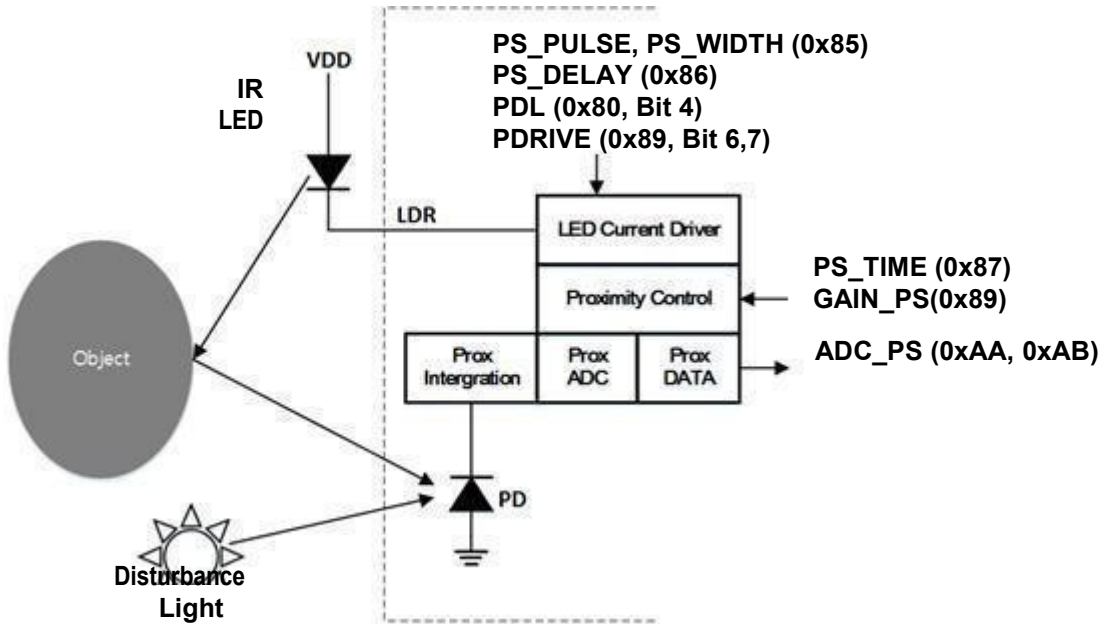 PS_PULSE, PS_WIDTH (0x85)
PS_DELAY (0x86)
PDL (0x80, Bit 4)
PDRIVE (0x89, Bit 6,7)
VDD
IR
LED
LDR
LED Current Driver
Proximity Control
PS_TIME (0x87)
GAIN_PS(0x89)
Prox
Intergration
Prox
ADC
Prox
DATA
ADC_PS (0xAA, 0xAB)
Object
PD
Disturbance
Light